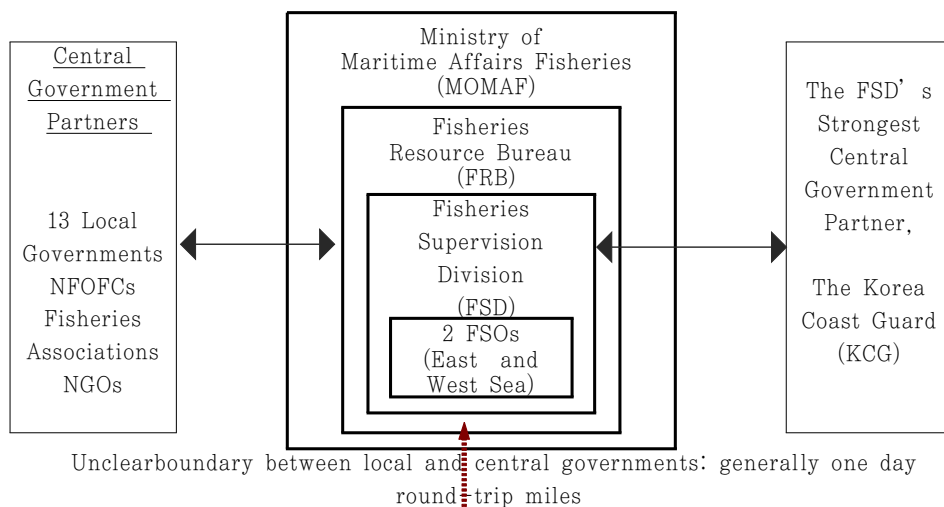 Central
Government
Partners
13 Local
Governments
NFOFCs
Fisheries
Associations
NGOs
Ministry of
Maritime Affairs Fisheries
(MOMAF)
Fisheries
Resource Bureau
(FRB)
Fisheries
Supervision
Division
(FSD)
2 FSOs
(East and
West Sea)
The FSD’s
Strongest
Central
Government
Partner,
The Korea
Coast Guard
(KCG)
Unclearboundary between local and central governments: generally one day
round-trip miles